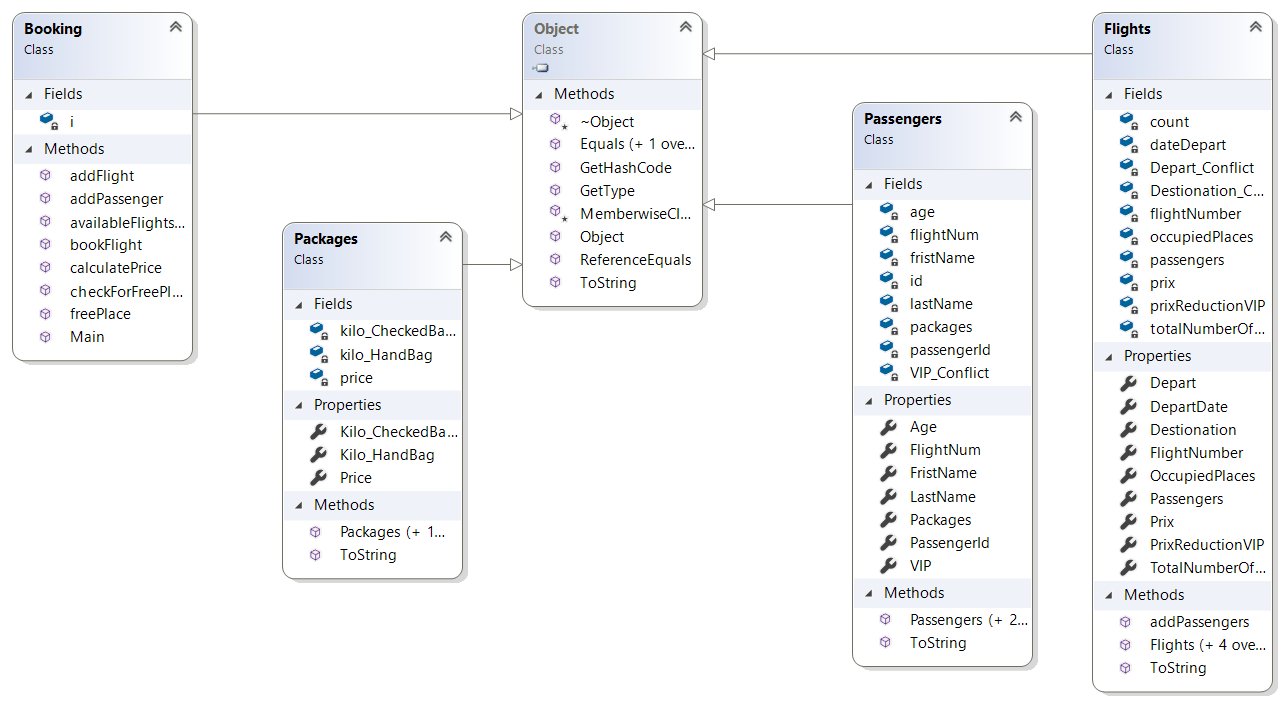 Booking
Class
Fields
i
Methods
addFlight
addPassenger
availableFlights...
bookFlight
calculatePrice
checkForFreePl...
freePlace
Main
Packages
Class
Fields
kilo_CheckedBa...
kilo_HandBag
price
Properties
Kilo_CheckedBa...
Kilo_HandBag
Price
Methods
Packages (+ 1...
ToString
Object
Class
Methods
~Object
Equals (+ 1 ove...
GetHashCode
GetType
MemberwiseCl...
Object
ReferenceEquals
ToString
Passengers
Class
Fields
age
flightNum
fristName
id
lastName
packages
passengerId
VIP_Conflict
Properties
Age
FlightNum
FristName
LastName
Packages
PassengerId
VIP
Methods
Passengers (+ 2...
ToString
Flights
Class
Fields
count
dateDepart
Depart_Conflict
Destionation_C...
flightNumber
occupiedPlaces
passengers
prix
prixReductionVIP
totalNumberOf...
Properties
Depart
DepartDate
Destionation
FlightNumber
OccupiedPlaces
Passengers
Prix
PrixReductionVIP
TotalNumberOf...
Methods
addPassengers
Flights (+ 4 ove...
ToString